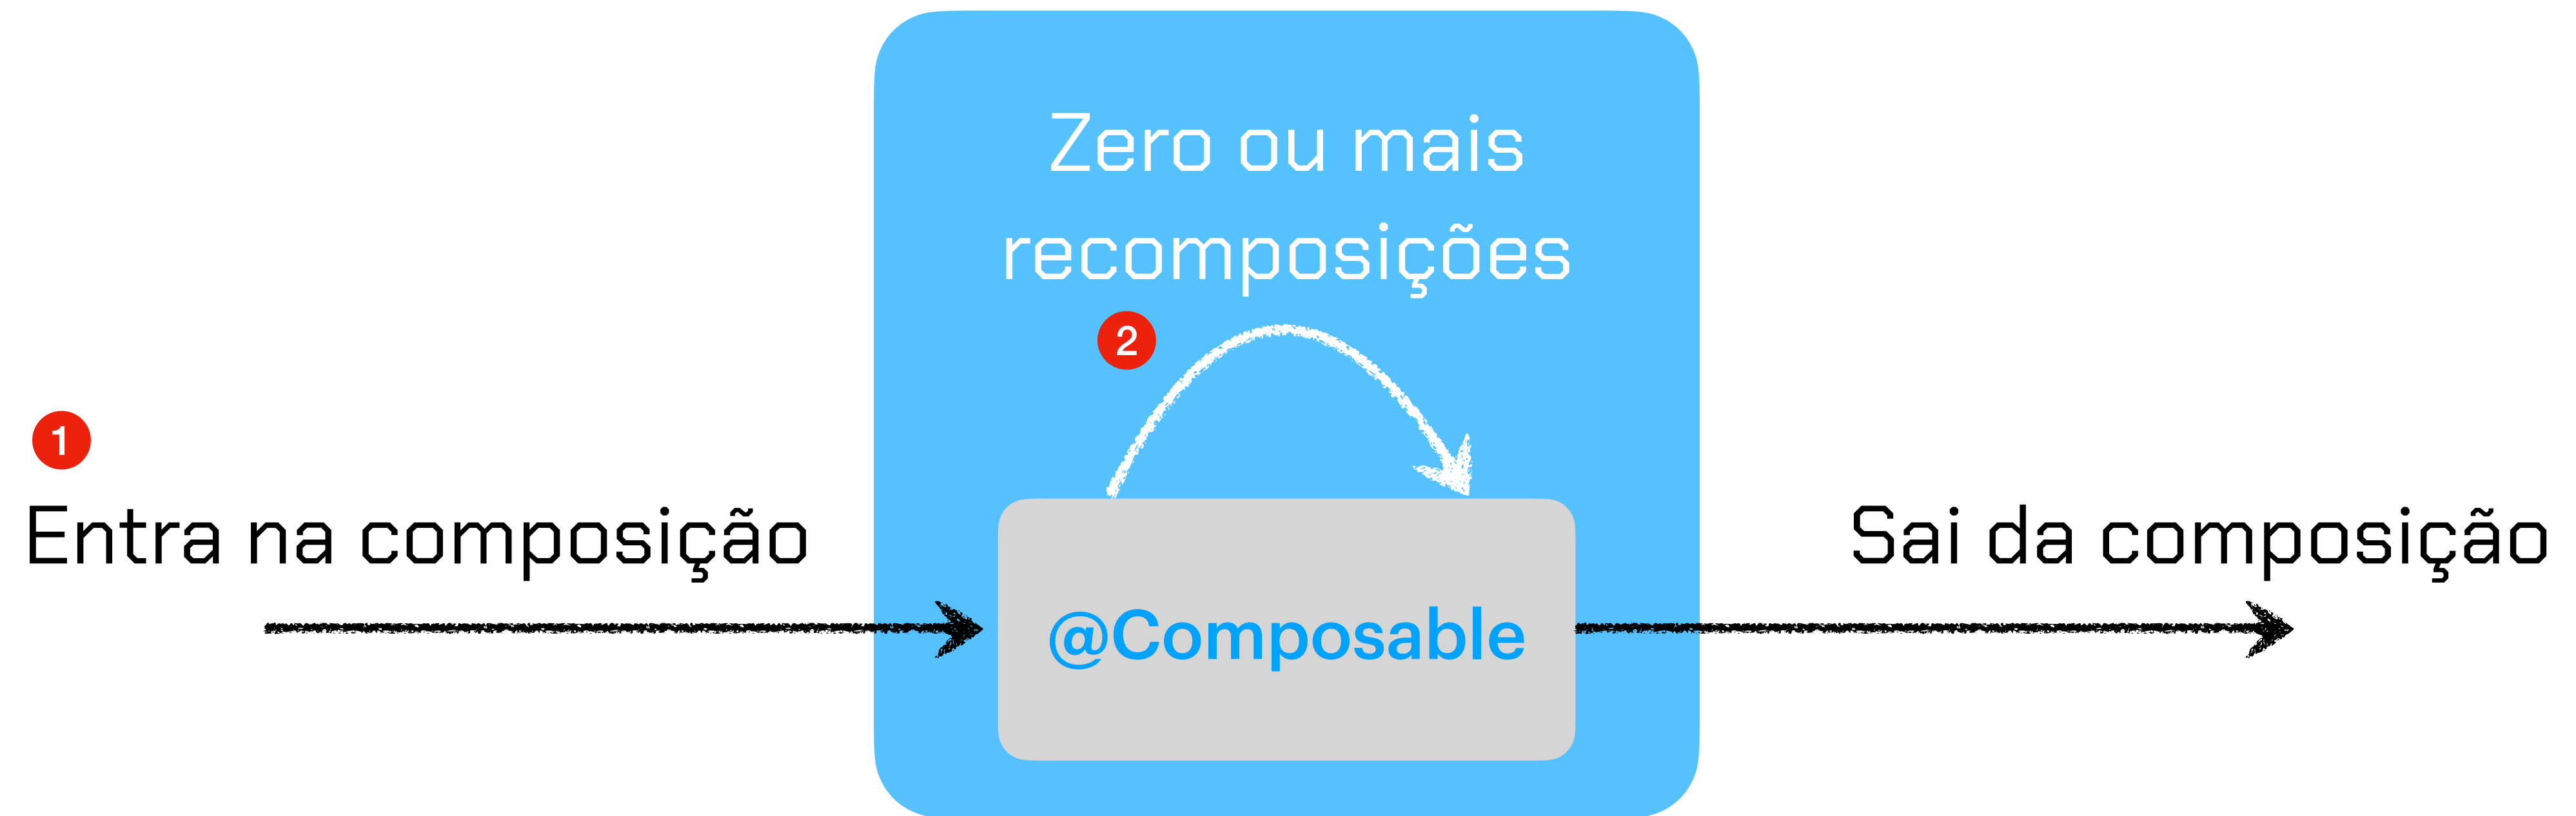 Zero ou mais
recomposições
2
1
Entra na composição
Sai da composição
@Composable